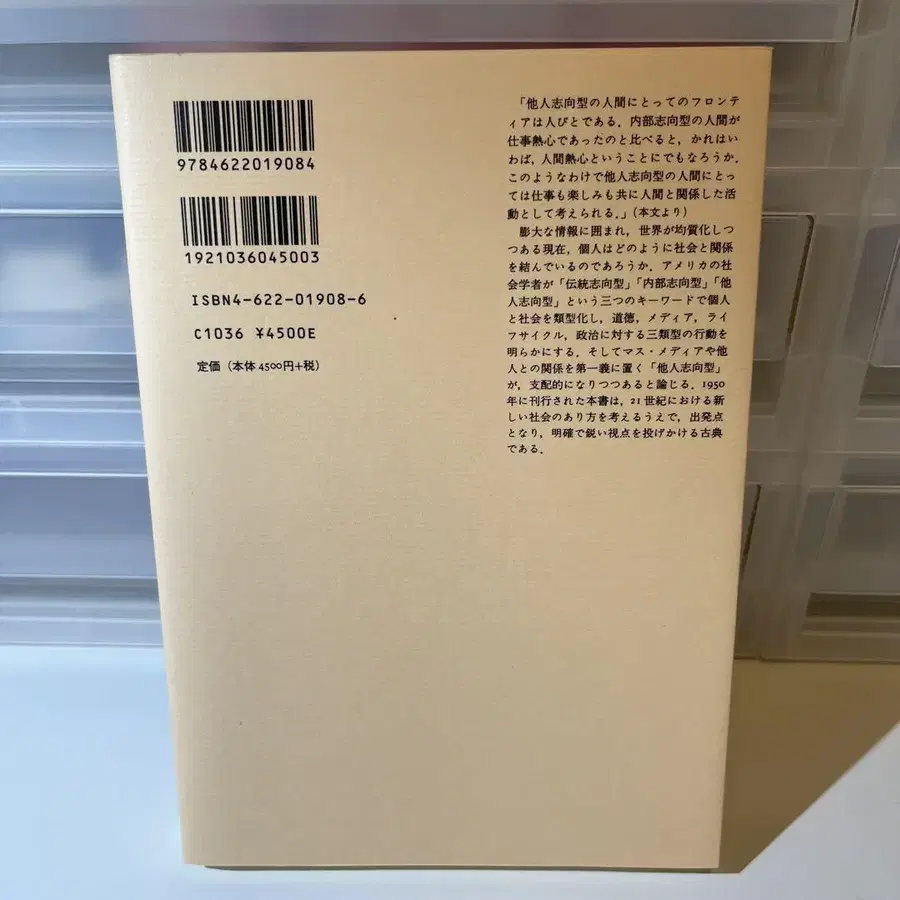 9784622019084
1921036045003
ISBN4-622-01908-6
C1036 ¥4500E
定価（本体4500円+税）
「他人志向型の人間にとってのフロンテ
ィアは人びとである．内部志向型の人間が
仕事熱心であったのと比べると，かれはい
わば，人間熱心ということにでもなろうか．
このようなわけで他人志向型の人間にとっ
ては仕事も楽しみも共に人間と関係した活
動として考えられる．」（本文より）
膨大な情報に囲まれ，世界が均質化しつ
つある現在，個人はどのように社会と関係
を結んでいるのであろうか．アメリカの社
会学者が「伝統志向型」「内部志向型」「他
人志向型」という三つのキーワードで個人
と社会を類型化し，道徳，メディア，ライ
フサイクル，政治に対する三類型の行動を
明らかにする．そしてマス・メディアや他
人との関係を第一義に置く「他人志向型」
が，支配的になりつつあると論じる．1950
年に刊行された本書は，21世紀における新
しい社会のあり方を考えるうえで，出発点
となり，明確で鋭い視点を投げかける古典
である．